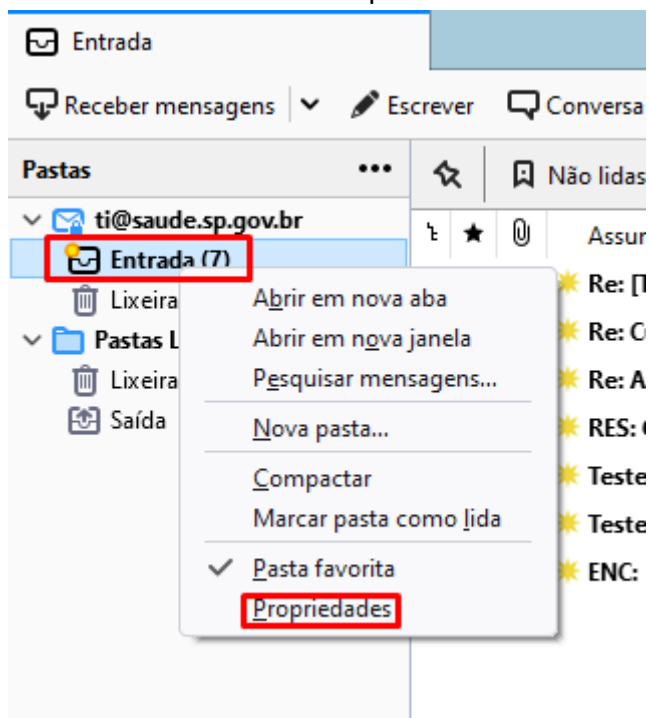 Entrada
Receber mensagens Escrever Conversa
Pastas ••• Não lidas
ti@saude.sp.gov.br Assun
Entrada (7)
Abrir em nova aba Re: [T
Lixeira
Abrir em nova janela Re: C
Pastas L
Pesquisar mensagens... Re: A
Lixeira
Saída Nova pasta... RES:
Compactar Teste
Marcar pasta como lida Teste
Pasta favorita ENC:
Propriedades